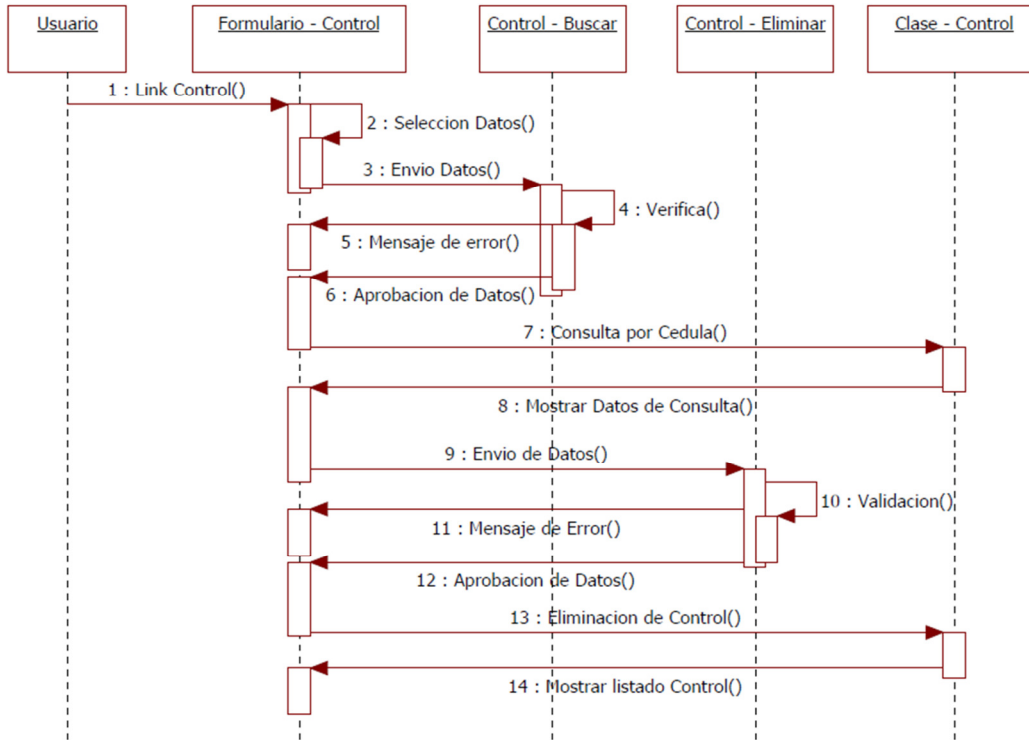 Usuario
Formulario - Control
Control - Buscar
Control - Eliminar
Clase - Control
1 : Link Control()
2 : Seleccion Datos()
3 : Envio Datos()
4 : Verifica()
5 : Mensaje de error()
6 : Aprobacion de Datos()
7 : Consulta por Cedula()
8 : Mostrar Datos de Consulta()
9 : Envio de Datos()
10 : Validacion()
11 : Mensaje de Error()
12 : Aprobacion de Datos()
13 : Eliminacion de Control()
14 : Mostrar listado Control()